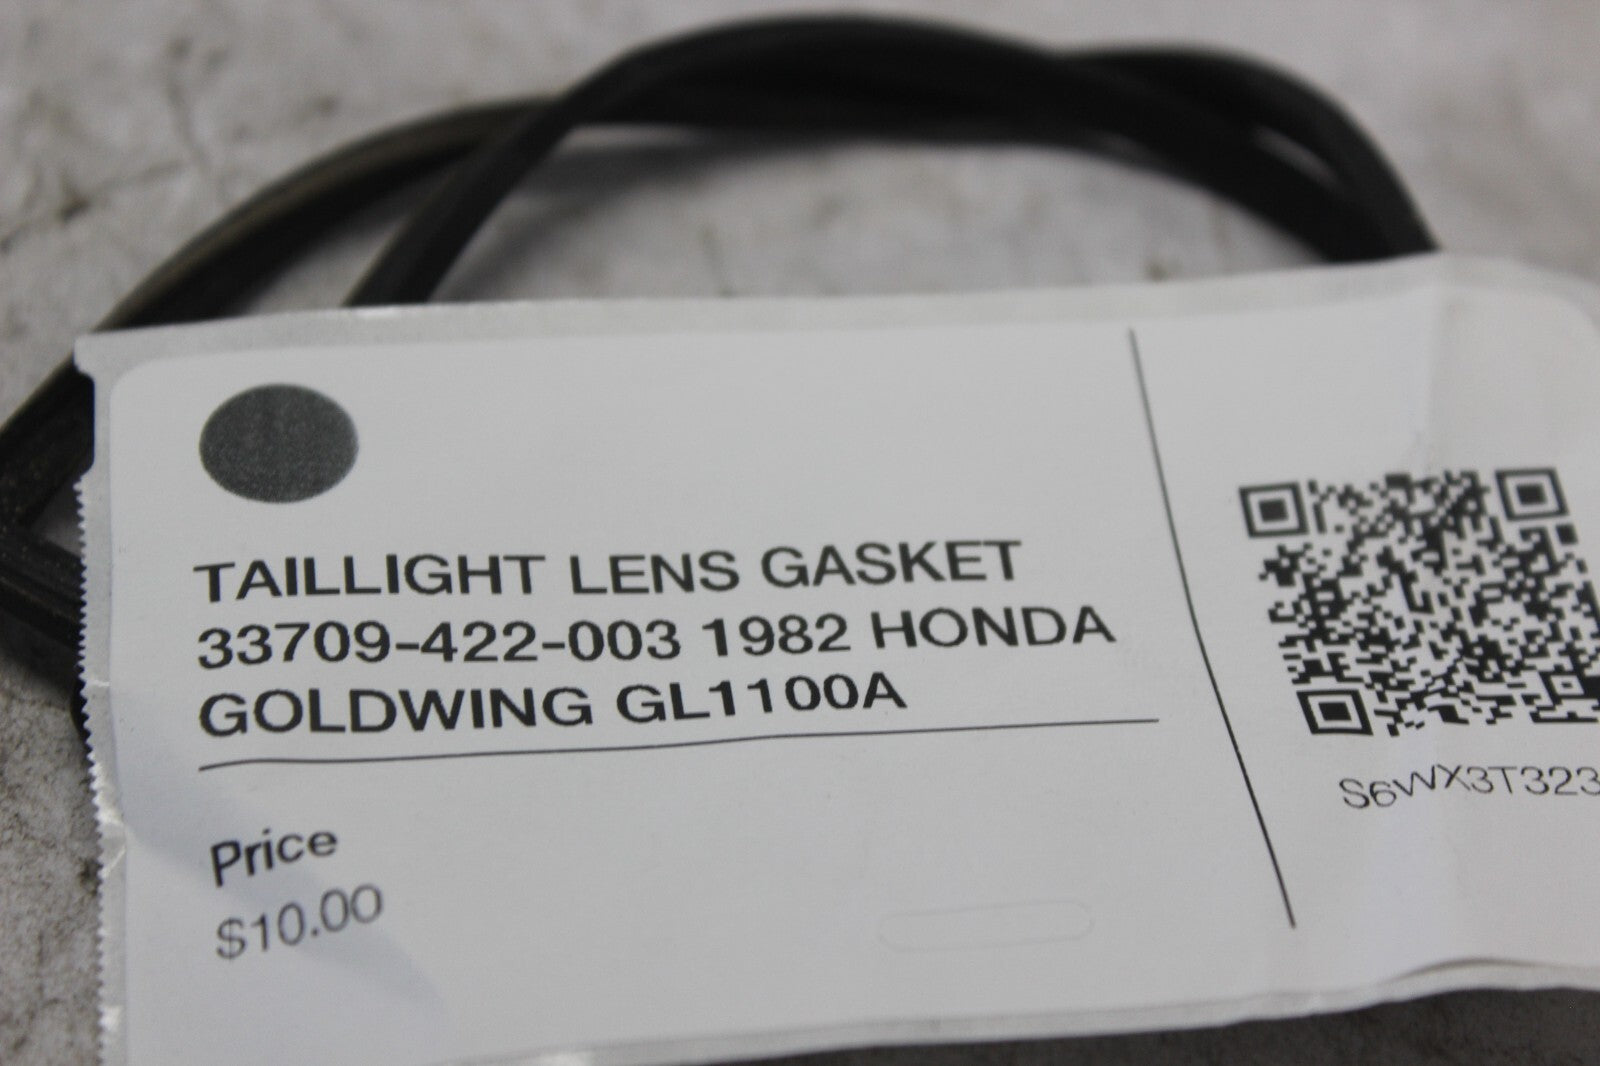 TAILLIGHT LENS GASKET
33709-422-003 1982 HONDA
GOLDWING GL1100A
Price
$10.00
S6WX3T323